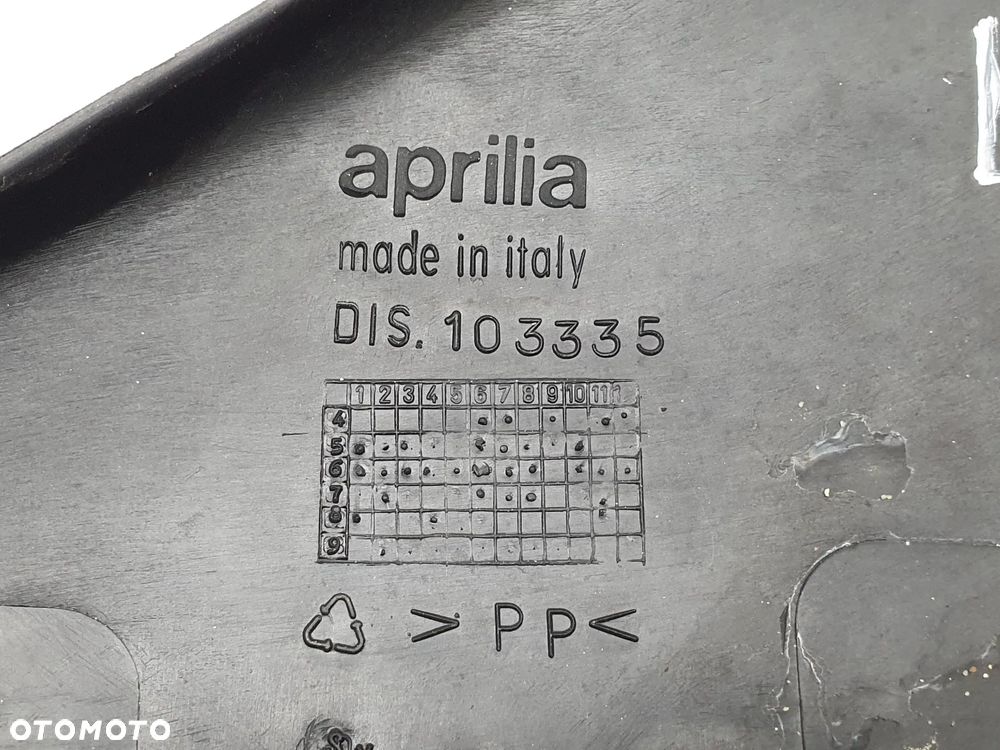 aprilia
made in italy
DIS. 103335
1 2 3 4 5 6 7 8 9 10 11
4
5
6
7
8
9
>PP<
OTOMOTO